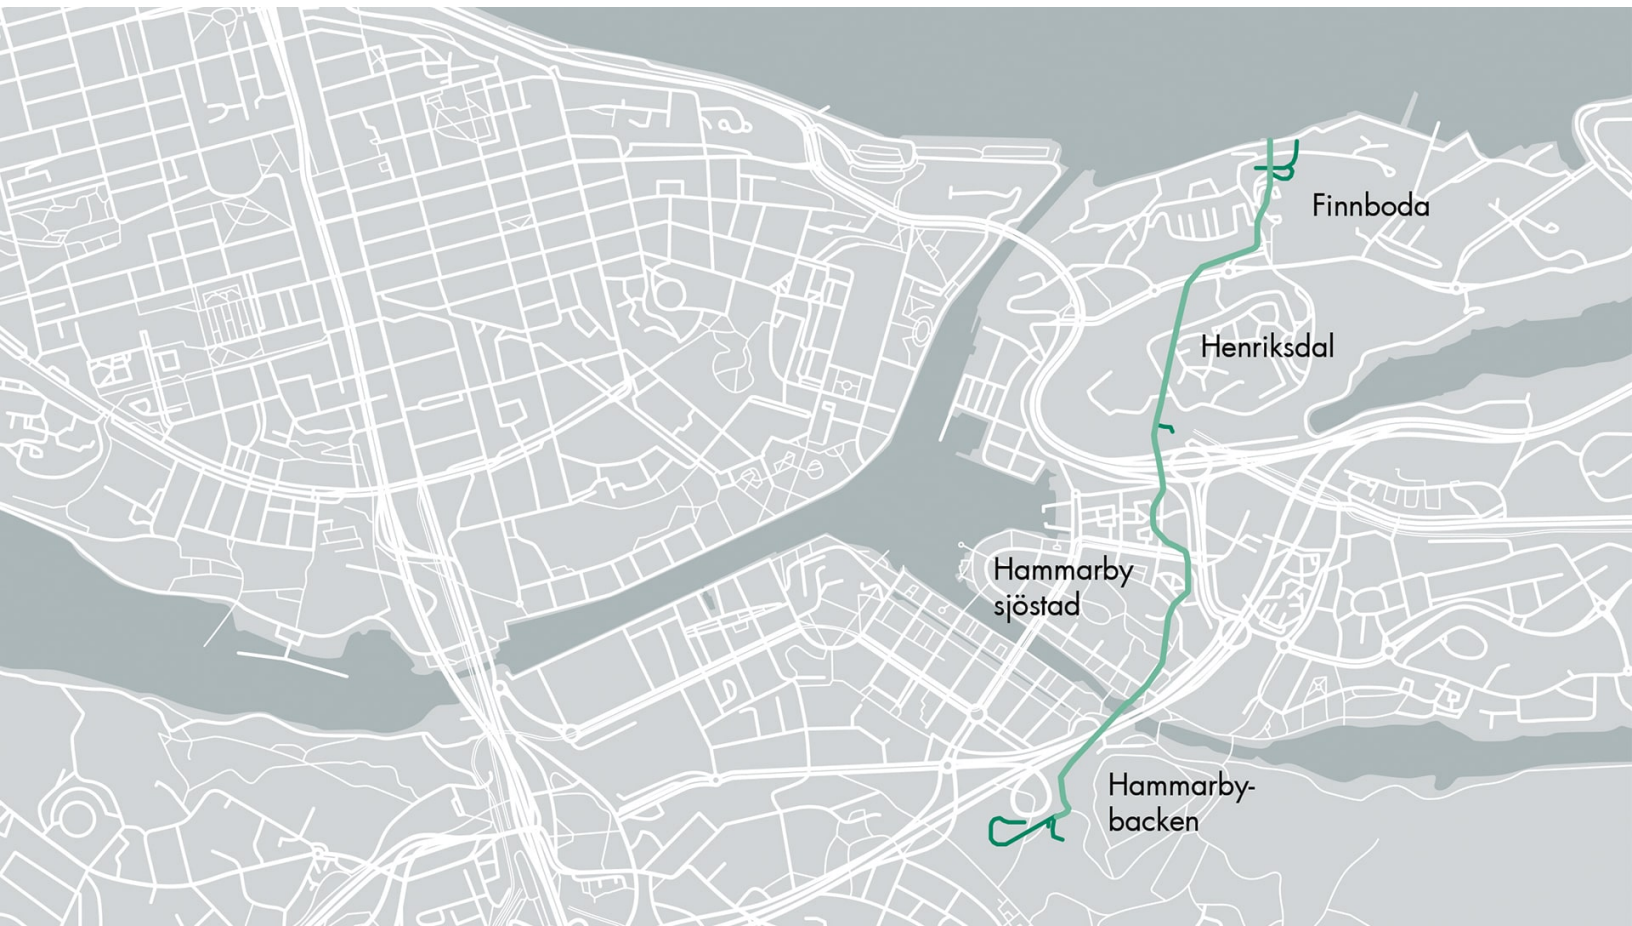 Finnboda
Henriksdal
Hammarby
sjöstad
Hammarby-
backen